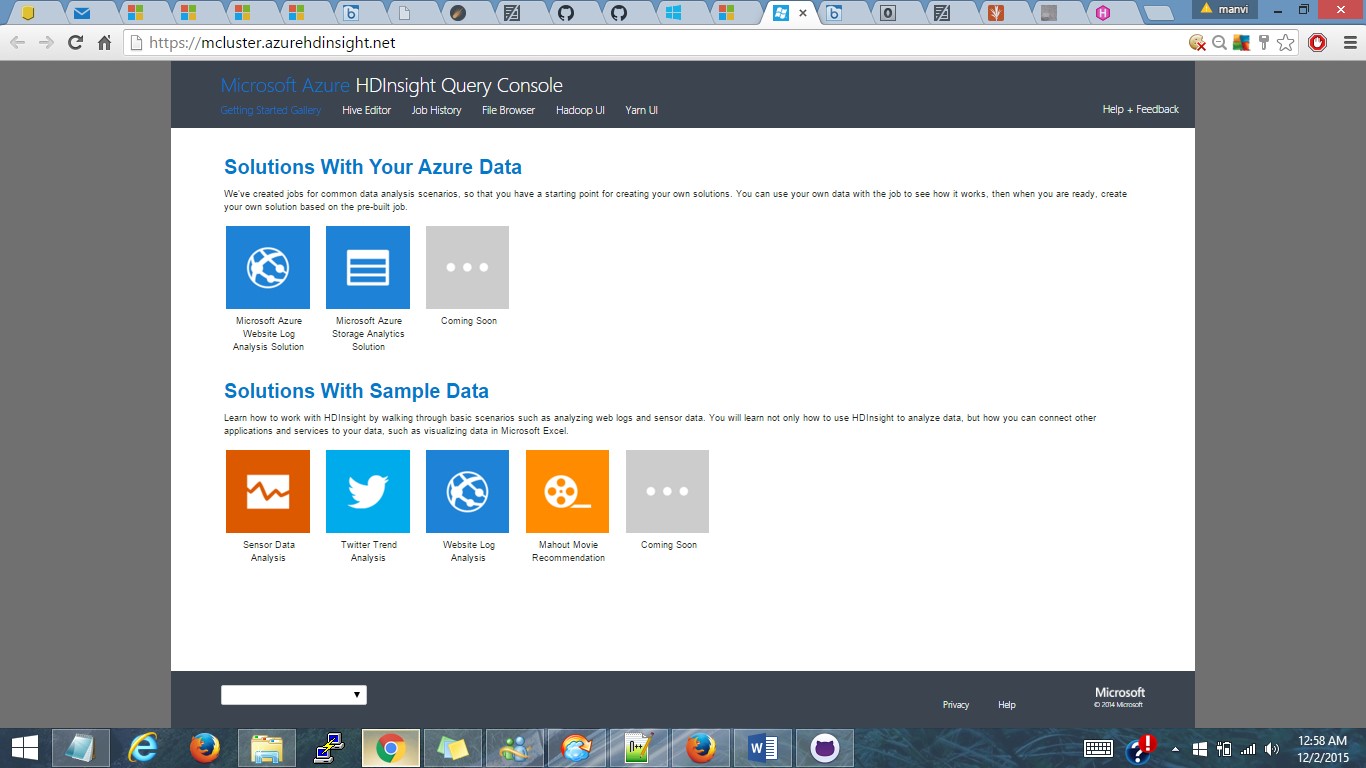 manvi
https://mcluster.azurehdinsight.net
Microsoft Azure HDInsight Query Console
Getting Started Gallery Hive Editor Job History File Browser Hadoop UI Yarn UI Help + Feedback
Solutions With Your Azure Data
We've created jobs for common data analysis scenarios, so that you have a starting point for creating your own solutions. You can use your own data with the job to see how it works, then when you are ready, create
your own solution based on the pre-built job.
Microsoft Azure
Website Log
Analysis Solution
Microsoft Azure
Storage Analytics
Solution
Coming Soon
Solutions With Sample Data
Learn how to work with HDInsight by walking through basic scenarios such as analyzing web logs and sensor data. You will learn not only how to use HDInsight to analyze data, but how you can connect other
applications and services to your data, such as visualizing data in Microsoft Excel.
Sensor Data
Analysis
Twitter Trend
Analysis
Website Log
Analysis
Mahout Movie
Recommendation
Coming Soon
Privacy Help
Microsoft
© 2014 Microsoft
12:58 AM
12/2/2015